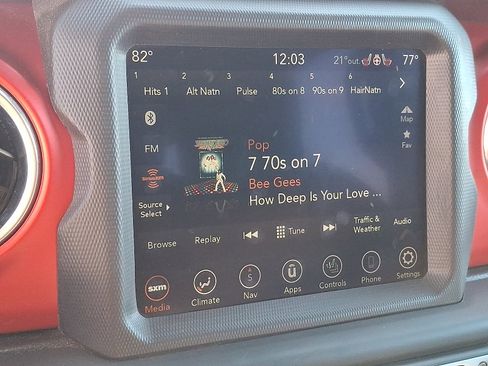 82° 12:03 21°out. 77°
1 2 3 4 5 6
Hits 1 Alt Natn Pulse 80s on 8 90s on 9 HairNatn
Map
FM
Pop
Fav
7 70s on 7
SiriusXM
Bee Gees
How Deep Is Your Love ...
Source
Select
Browse Replay Tune Traffic & Weather Audio
sxm S
Media Climate Nav Apps Controls Phone Settings